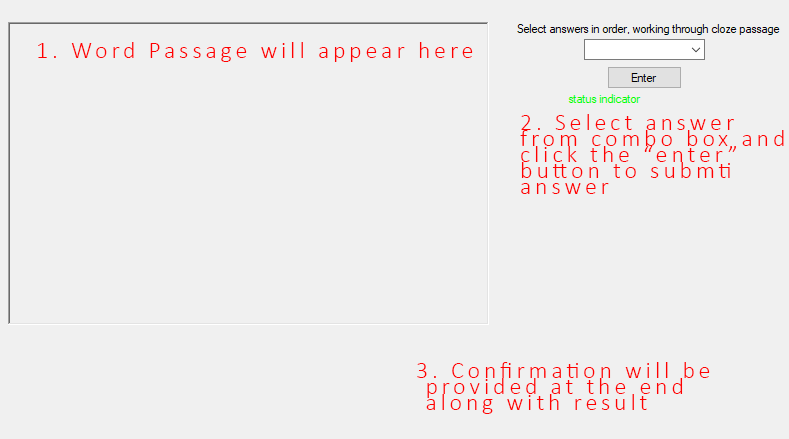 1. Word Passage will appear here
Select answers in order, working through cloze passage
Enter
status indicator
2. Select answer
from combo box and
click the “enter”
button to submti
answer
3. Confirmation will be
provided at the end
along with result